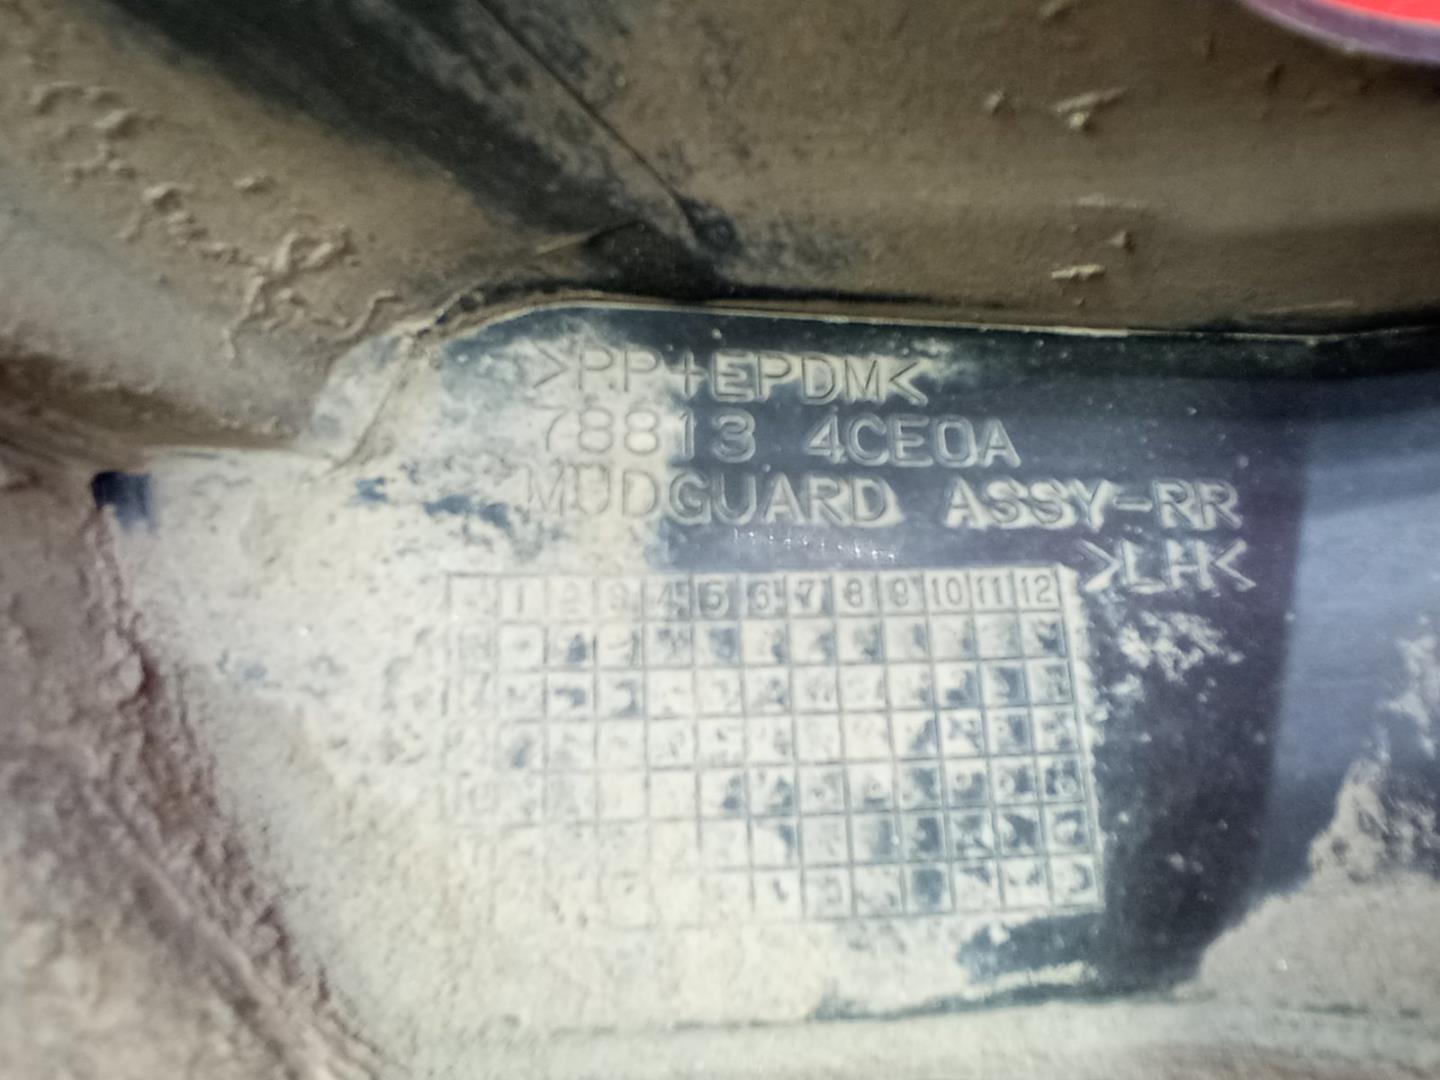 >PP+EPDM<
78813 4CE0A
MUDGUARD ASSY-RR
>LH<
1 2 3 4 5 6 7 8 9 10 11 12
17